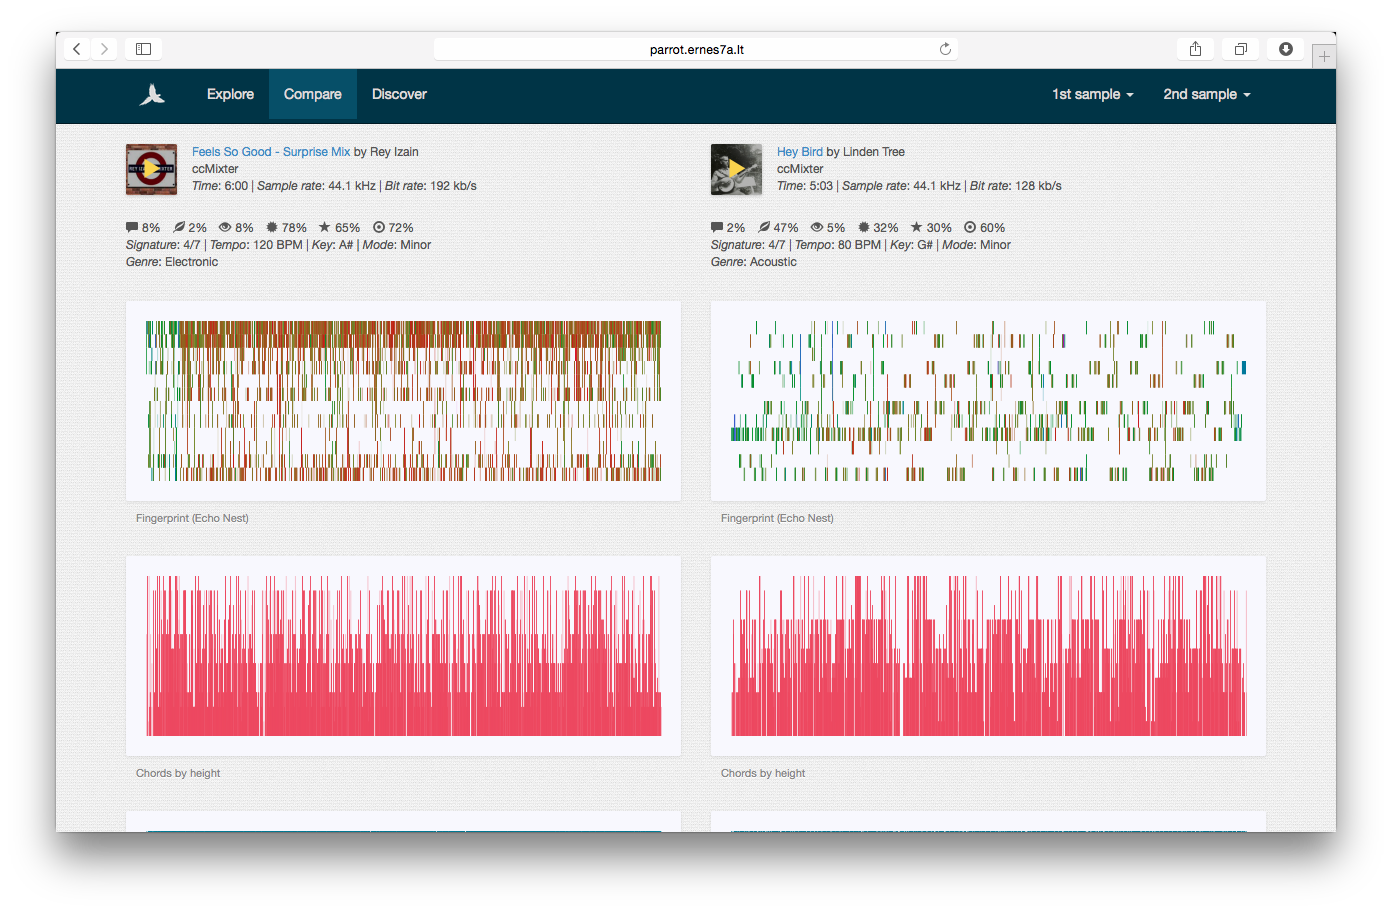 parrot.ernes7a.lt
Explore Compare Discover 1st sample 2nd sample
Feels So Good - Surprise Mix by Rey Izain
ccMixter
Time: 6:00 | Sample rate: 44.1 kHz | Bit rate: 192 kb/s
8% 2% 8% 78% 65% 72%
Signature: 4/7 | Tempo: 120 BPM | Key: A# | Mode: Minor
Genre: Electronic
Fingerprint (Echo Nest)
Chords by height
Hey Bird by Linden Tree
ccMixter
Time: 5:03 | Sample rate: 44.1 kHz | Bit rate: 128 kb/s
2% 47% 5% 32% 30% 60%
Signature: 4/7 | Tempo: 80 BPM | Key: G# | Mode: Minor
Genre: Acoustic
Fingerprint (Echo Nest)
Chords by height